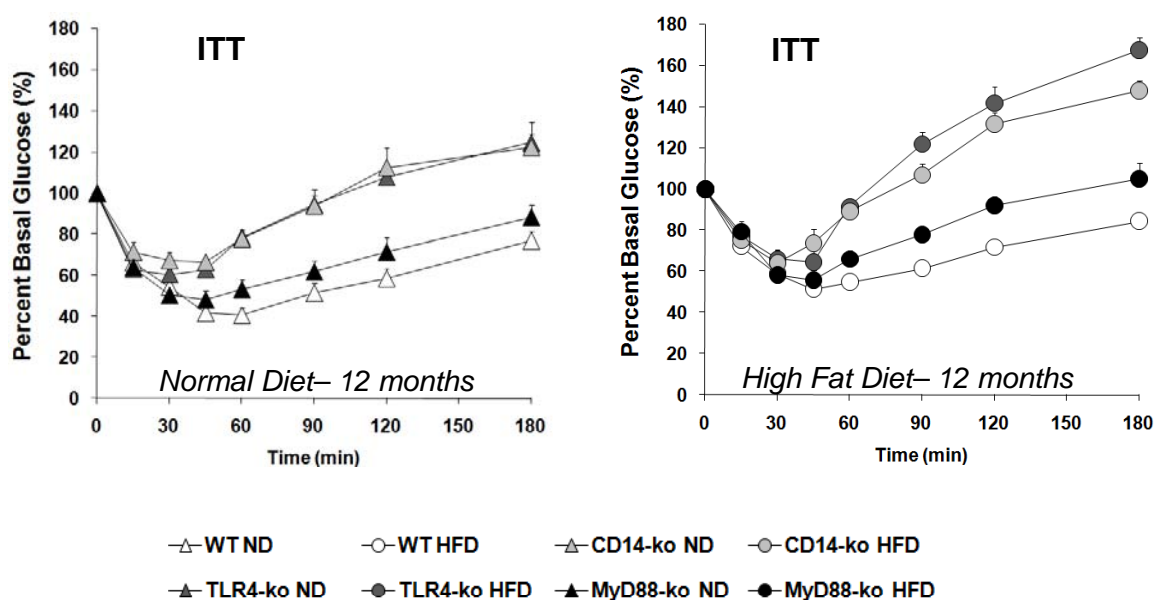 ITT
Percent Basal Glucose (%)
180
160
140
120
100
80
60
40
20
0
Normal Diet– 12 months
0 30 60 90 120 150 180
Time (min)
ITT
Percent Basal Glucose (%)
180
160
140
120
100
80
60
40
20
0
High Fat Diet– 12 months
0 30 60 90 120 150 180
Time (min)
WT ND WT HFD CD14-ko ND CD14-ko HFD
TLR4-ko ND TLR4-ko HFD MyD88-ko ND MyD88-ko HFD